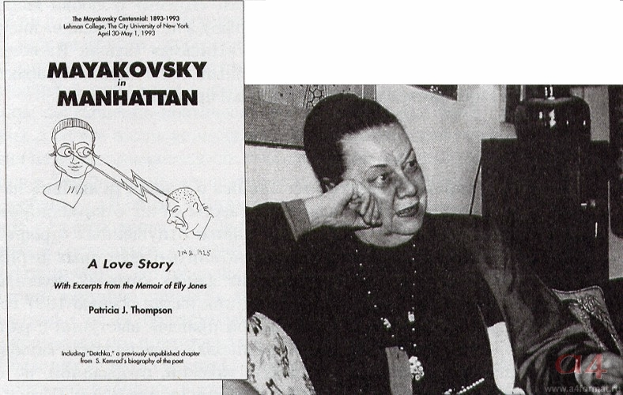 The Mayakovsky Centennial: 1893-1993
Lehman College, The City University of New York
April 30-May 1, 1993
MAYAKOVSKY
in
MANHATTAN
A Love Story
With Excerpts from the Memoir of Elly Jones
Patricia J. Thompson
Including "Dotchka," a previously unpublished chapter
from S. Kemrad's biography of the poet
a4
www.a4format.ru